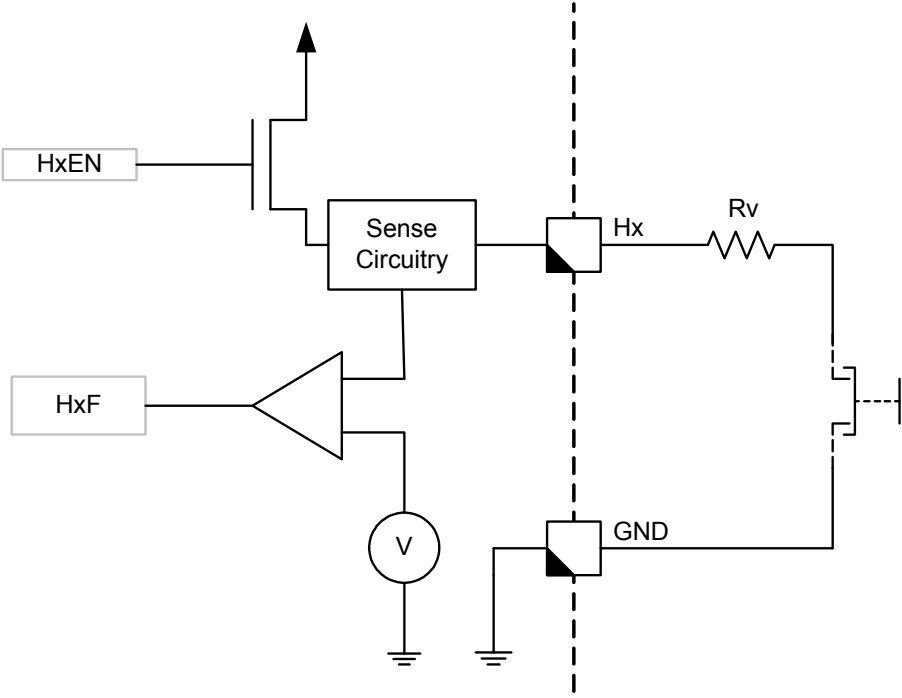 HxEN
Sense
Circuitry
Hx
Rv
HxF
V
GND